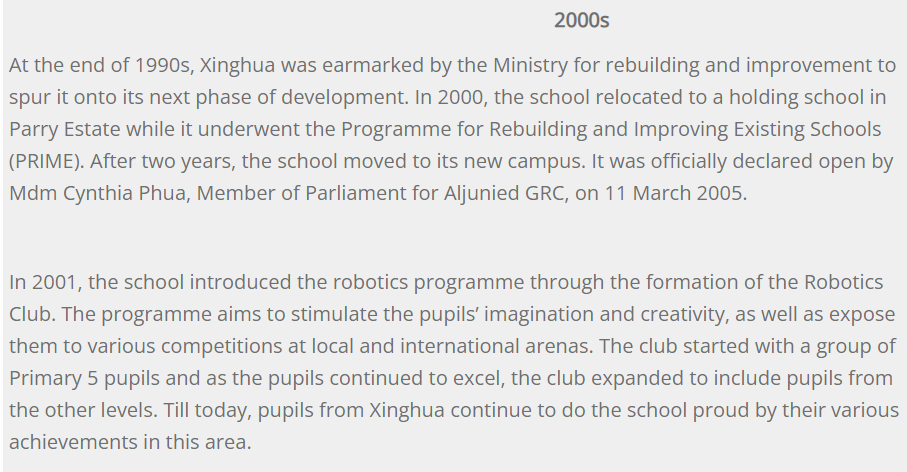 2000s
At the end of 1990s, Xinghua was earmarked by the Ministry for rebuilding and improvement to
spur it onto its next phase of development. In 2000, the school relocated to a holding school in
Parry Estate while it underwent the Programme for Rebuilding and Improving Existing Schools
(PRIME). After two years, the school moved to its new campus. It was officially declared open by
Mdm Cynthia Phua, Member of Parliament for Aljunied GRC, on 11 March 2005.
In 2001, the school introduced the robotics programme through the formation of the Robotics
Club. The programme aims to stimulate the pupils’ imagination and creativity, as well as expose
them to various competitions at local and international arenas. The club started with a group of
Primary 5 pupils and as the pupils continued to excel, the club expanded to include pupils from
the other levels. Till today, pupils from Xinghua continue to do the school proud by their various
achievements in this area.